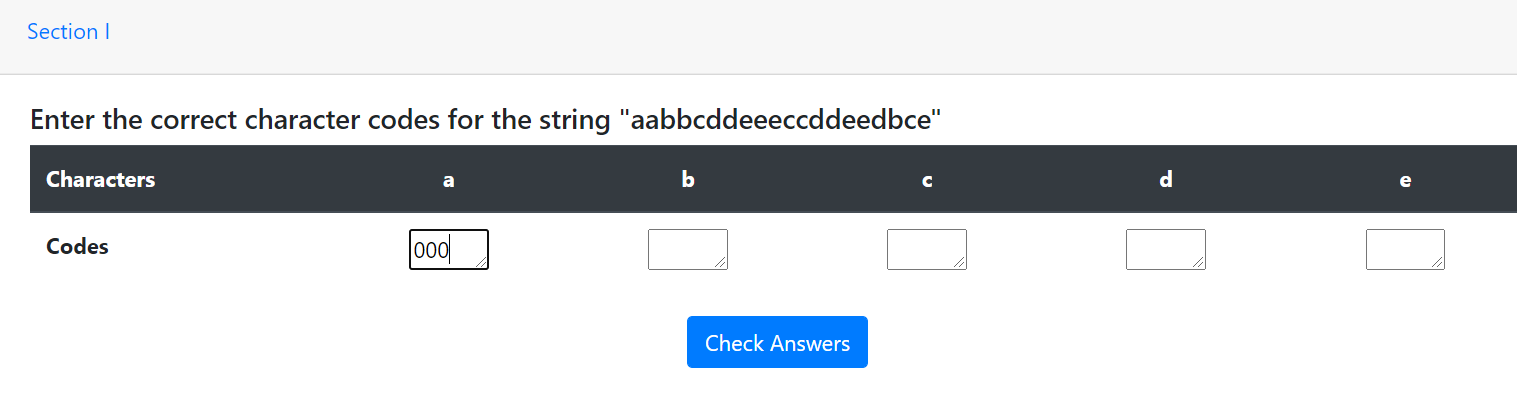 Section I
Enter the correct character codes for the string "aabbcddeeeccddeedbce"
Characters a b c d e
Codes 000
Check Answers